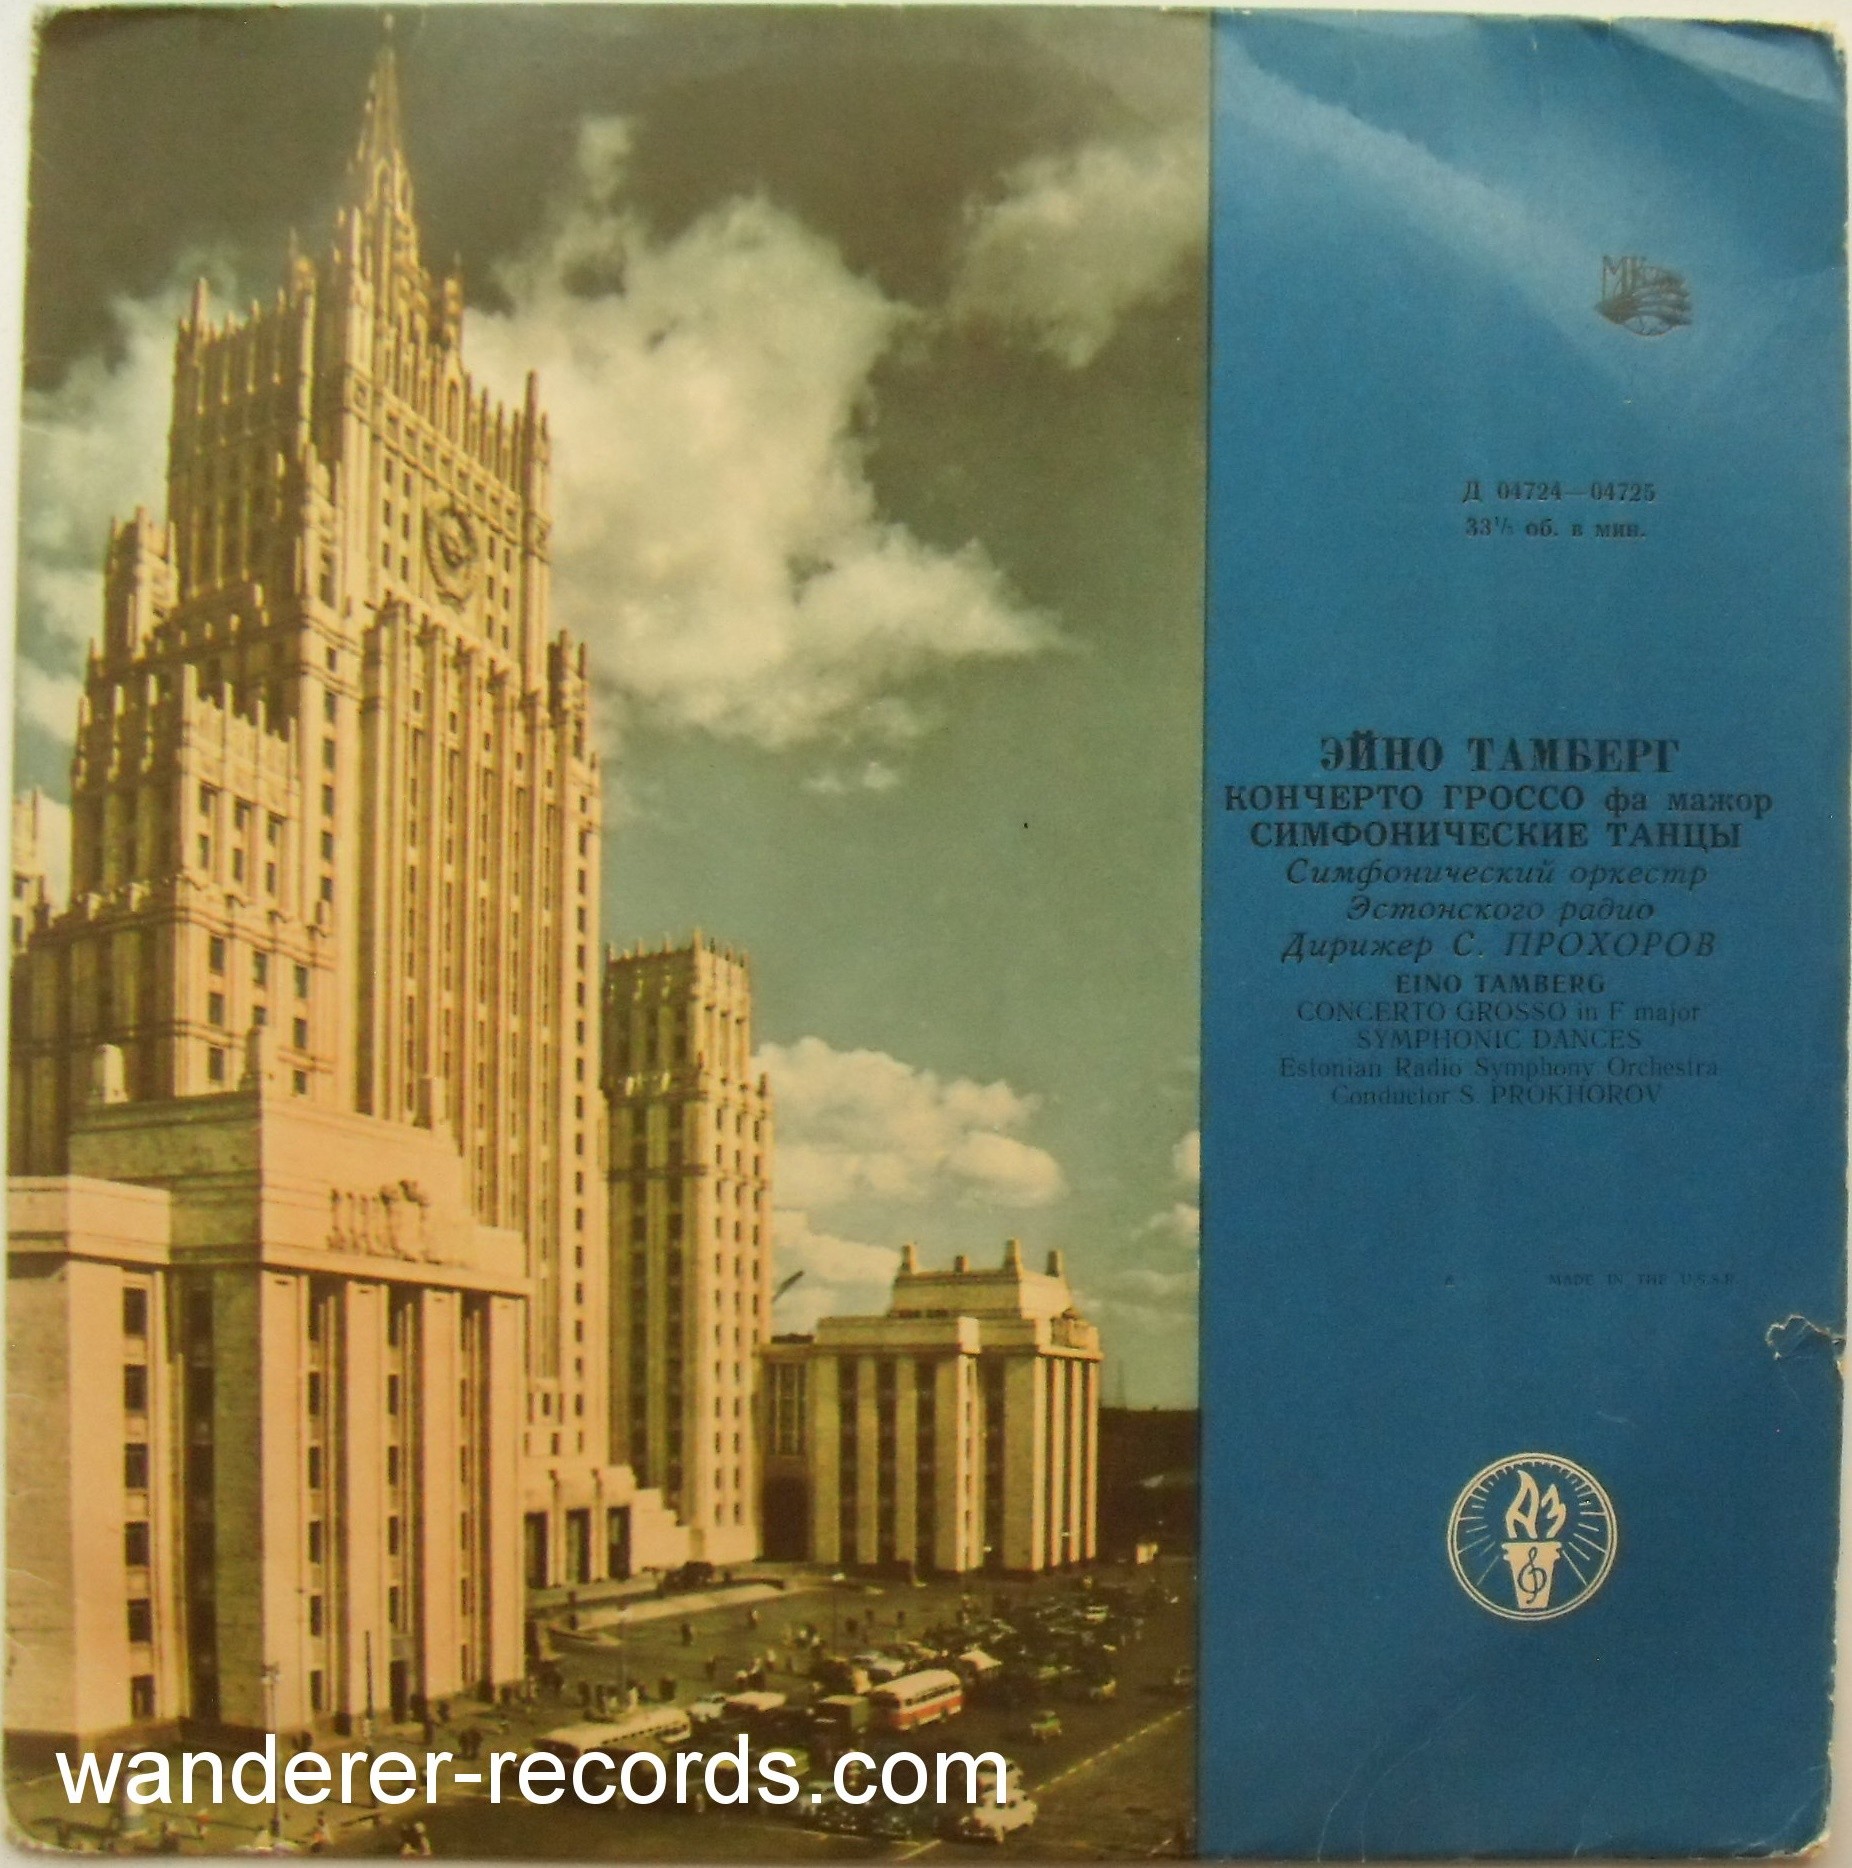 МК
Д 04724—04725
33⅓ об. в мин.
ЭЙНО ТАМБЕРГ
КОНЧЕРТО ГРОССО фа мажор
СИМФОНИЧЕСКИЕ ТАНЦЫ
Симфонический оркестр
Эстонского радио
Дирижер С. ПРОХОРОВ
EINO TAMBERG
CONCERTO GROSSO in F major
SYMPHONIC DANCES
Estonian Radio Symphony Orchestra
Conductor S. PROKHOROV
MADE IN THE U.S.S.R.
АЗ
wanderer-records.com